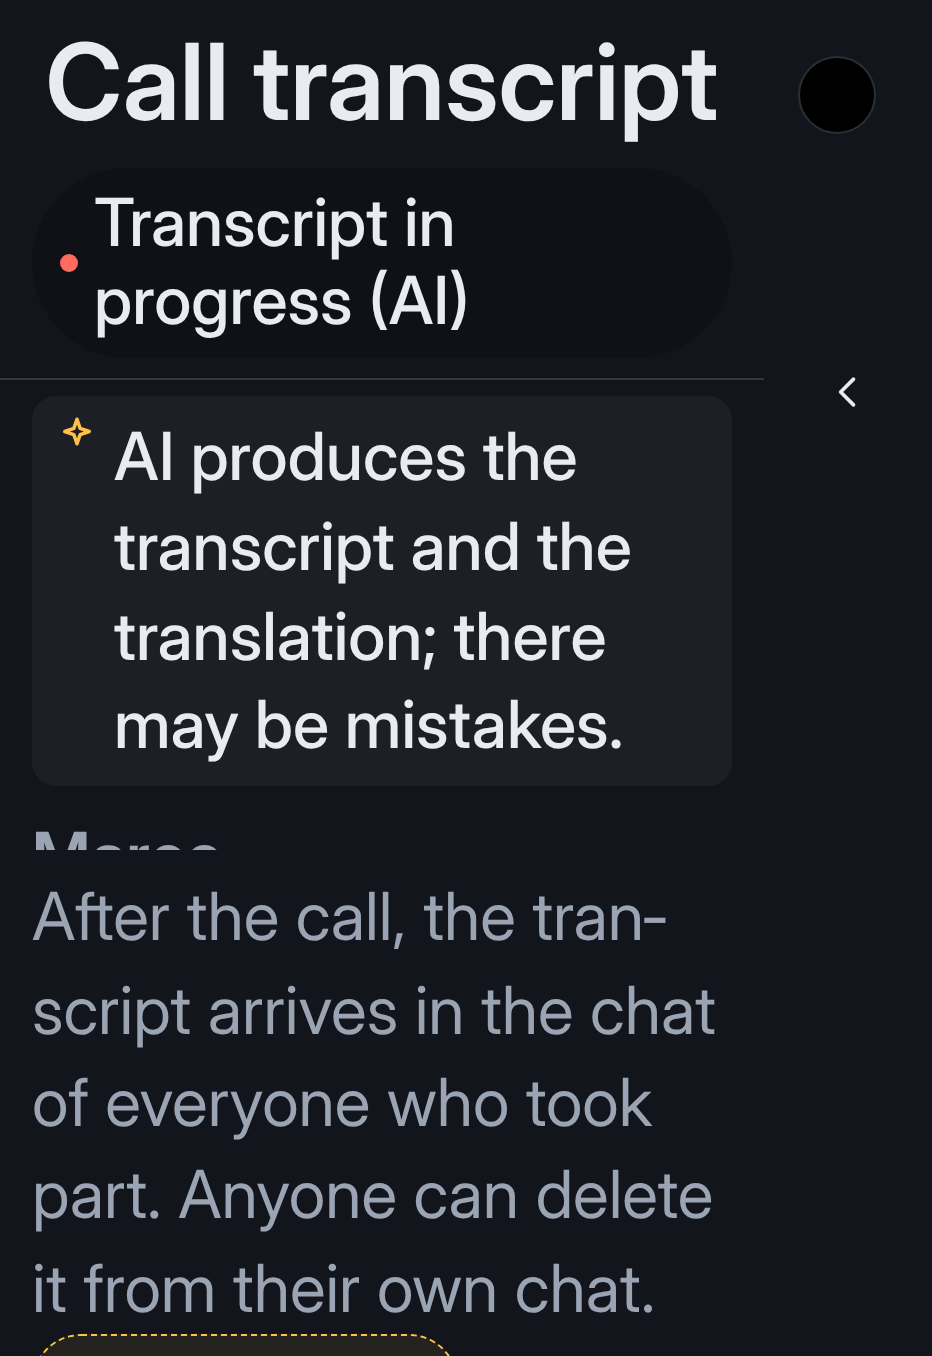 Call transcript
Transcript in
progress (AI)
AI produces the
transcript and the
translation; there
may be mistakes.
After the call, the tran-
script arrives in the chat
of everyone who took
part. Anyone can delete
it from their own chat.